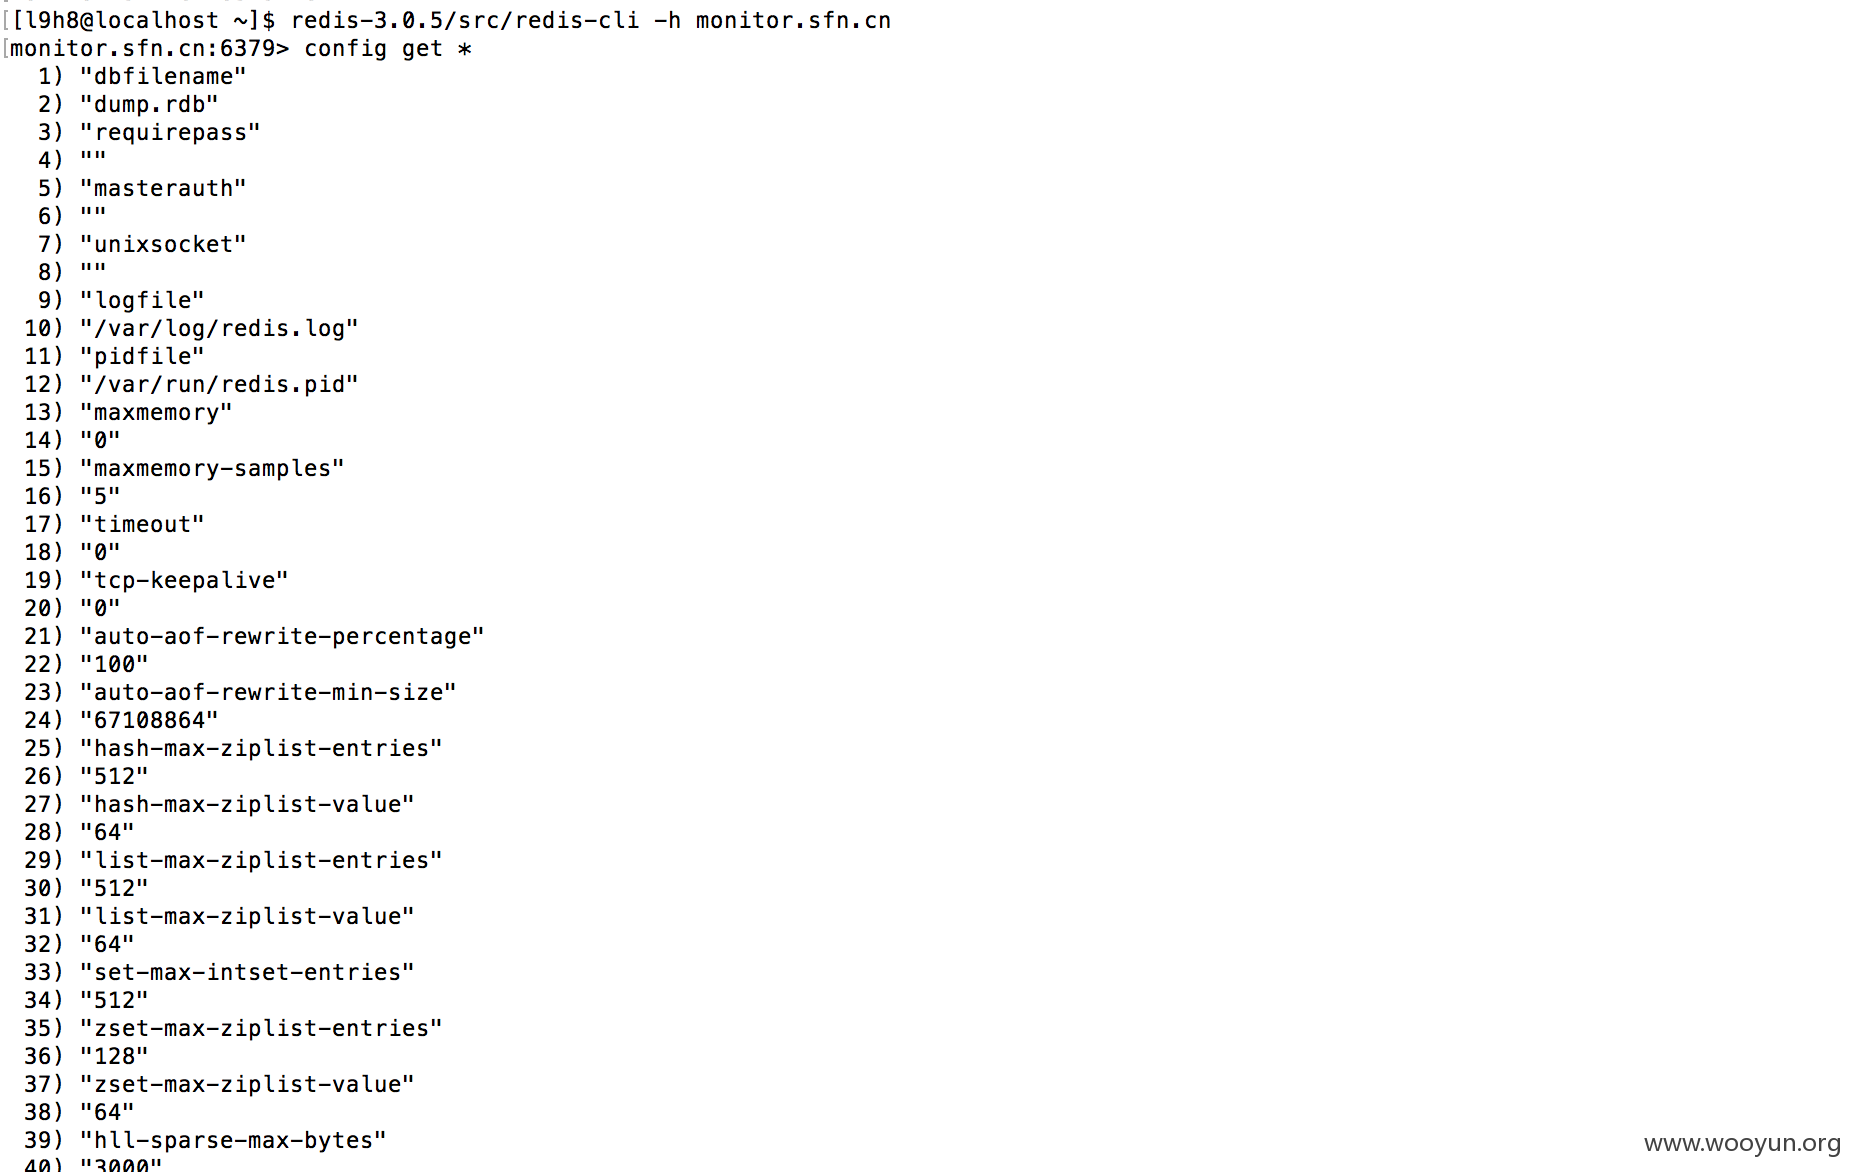 [[l9h8@localhost ~]$ redis-3.0.5/src/redis-cli -h monitor.sfn.cn
[monitor.sfn.cn:6379> config get *
1) "dbfilename"
2) "dump.rdb"
3) "requirepass"
4) ""
5) "masterauth"
6) ""
7) "unixsocket"
8) ""
9) "logfile"
10) "/var/log/redis.log"
11) "pidfile"
12) "/var/run/redis.pid"
13) "maxmemory"
14) "0"
15) "maxmemory-samples"
16) "5"
17) "timeout"
18) "0"
19) "tcp-keepalive"
20) "0"
21) "auto-aof-rewrite-percentage"
22) "100"
23) "auto-aof-rewrite-min-size"
24) "67108864"
25) "hash-max-ziplist-entries"
26) "512"
27) "hash-max-ziplist-value"
28) "64"
29) "list-max-ziplist-entries"
30) "512"
31) "list-max-ziplist-value"
32) "64"
33) "set-max-intset-entries"
34) "512"
35) "zset-max-ziplist-entries"
36) "128"
37) "zset-max-ziplist-value"
38) "64"
39) "hll-sparse-max-bytes"
40) "3000"
www.wooyun.org